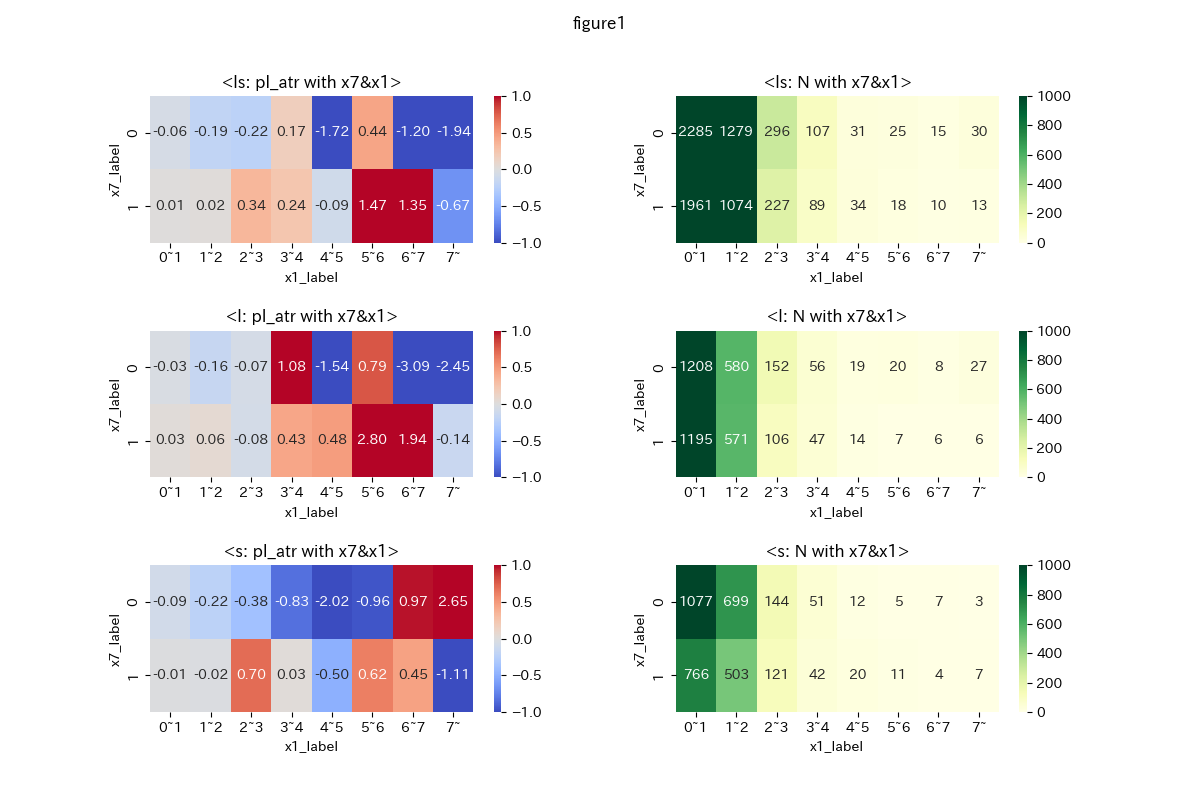 figure1
<ls: pl_atr with x7&x1>
x7_label
0 -0.06 -0.19 -0.22 0.17 -1.72 0.44 -1.20 -1.94
1 0.01 0.02 0.34 0.24 -0.09 1.47 1.35 -0.67
0~1 1~2 2~3 3~4 4~5 5~6 6~7 7~
x1_label
1.0
0.5
0.0
−0.5
−1.0
<ls: N with x7&x1>
x7_label
0 2285 1279 296 107 31 25 15 30
1 1961 1074 227 89 34 18 10 13
0~1 1~2 2~3 3~4 4~5 5~6 6~7 7~
x1_label
1000
800
600
400
200
0
<l: pl_atr with x7&x1>
x7_label
0 -0.03 -0.16 -0.07 1.08 -1.54 0.79 -3.09 -2.45
1 0.03 0.06 -0.08 0.43 0.48 2.80 1.94 -0.14
0~1 1~2 2~3 3~4 4~5 5~6 6~7 7~
x1_label
1.0
0.5
0.0
−0.5
−1.0
<l: N with x7&x1>
x7_label
0 1208 580 152 56 19 20 8 27
1 1195 571 106 47 14 7 6 6
0~1 1~2 2~3 3~4 4~5 5~6 6~7 7~
x1_label
1000
800
600
400
200
0
<s: pl_atr with x7&x1>
x7_label
0 -0.09 -0.22 -0.38 -0.83 -2.02 -0.96 0.97 2.65
1 -0.01 -0.02 0.70 0.03 -0.50 0.62 0.45 -1.11
0~1 1~2 2~3 3~4 4~5 5~6 6~7 7~
x1_label
1.0
0.5
0.0
−0.5
−1.0
<s: N with x7&x1>
x7_label
0 1077 699 144 51 12 5 7 3
1 766 503 121 42 20 11 4 7
0~1 1~2 2~3 3~4 4~5 5~6 6~7 7~
x1_label
1000
800
600
400
200
0